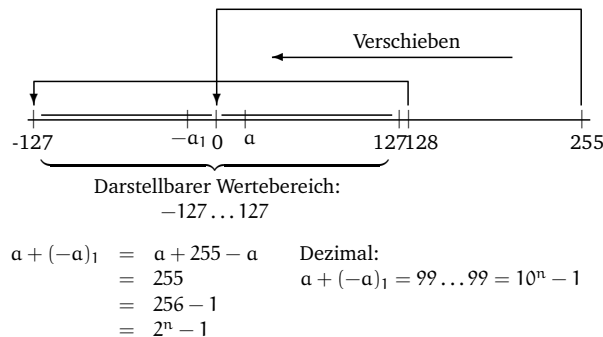 Verschieben
-127 −a₁ 0 a 127 128 255
Darstellbarer Wertebereich:
−127 . . . 127
a + (−a)₁ = a + 255 − a Dezimal:
= 255 a + (−a)₁ = 99 . . . 99 = 10ⁿ − 1
= 256 − 1
= 2ⁿ − 1